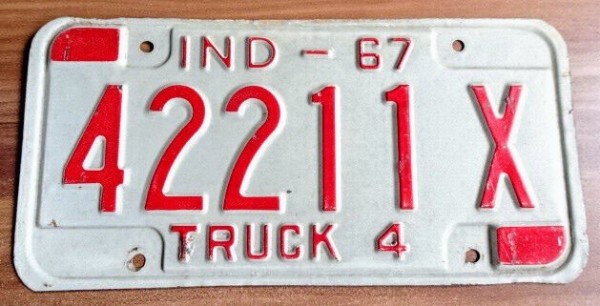 IND - 67
42211 X
TRUCK 4